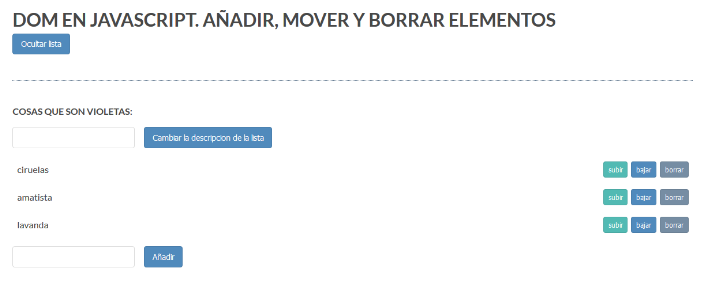 DOM EN JAVASCRIPT. AÑADIR, MOVER Y BORRAR ELEMENTOS
Ocultar lista
COSAS QUE SON VIOLETAS:
Cambiar la descripcion de la lista
ciruelas subir bajar borrar
amatista subir bajar borrar
lavanda subir bajar borrar
Añadir